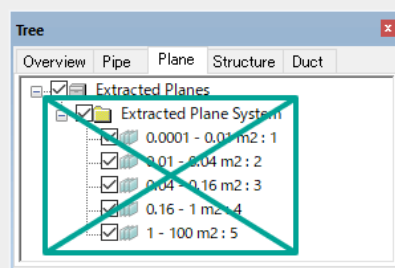 Tree
Overview Pipe Plane Structure Duct
Extracted Planes
Extracted Plane System
0.0001 - 0.01 m2 : 1
0.01 - 0.04 m2 : 2
0.04 - 0.16 m2 : 3
0.16 - 1 m2 : 4
1 - 100 m2 : 5